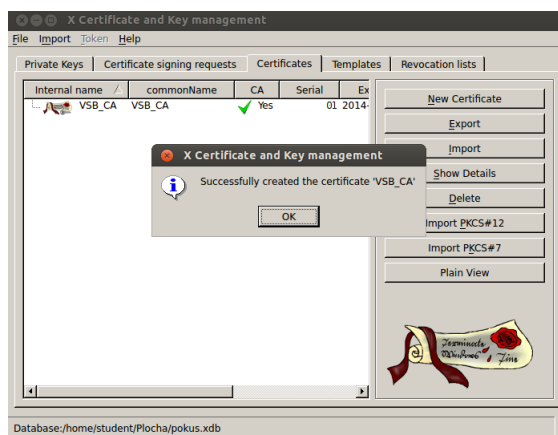 X Certificate and Key management
File Import Token Help
Private Keys Certificate signing requests Certificates Templates Revocation lists
Internal name commonName CA Serial Ex
VSB_CA VSB_CA Yes 01 2014-
New Certificate
Export
Import
Show Details
Delete
Import PKCS#12
Import PKCS#7
Plain View
X Certificate and Key management
Successfully created the certificate 'VSB_CA'
OK
Database:/home/student/Plocha/pokus.xdb